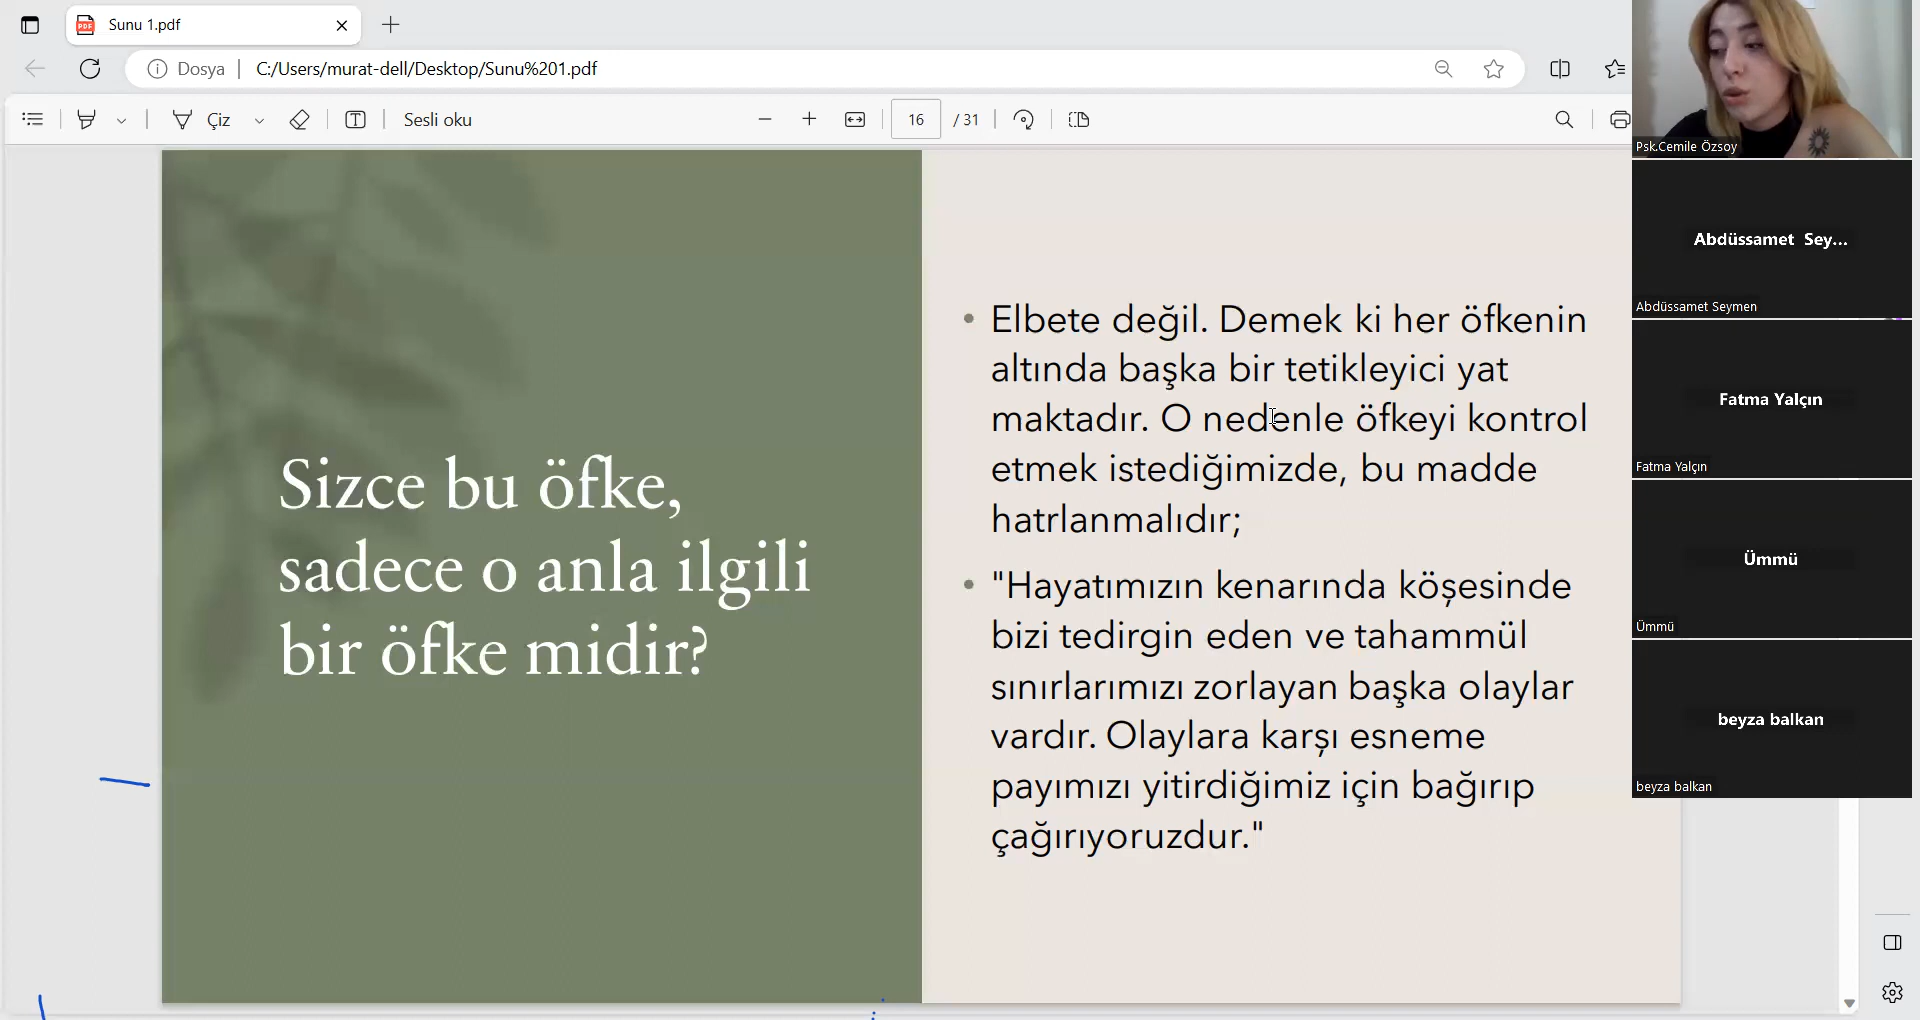 Sunu 1.pdf
Dosya
C:/Users/murat-dell/Desktop/Sunu%201.pdf
Çiz
Sesli oku
16 / 31
Sizce bu öfke,
sadece o anla ilgili
bir öfke midir?
• Elbete değil. Demek ki her öfkenin
altında başka bir tetikleyici yat
maktadır. O nedenle öfkeyi kontrol
etmek istediğimizde, bu madde
hatrlanmalıdır;
• "Hayatımızın kenarında köşesinde
bizi tedirgin eden ve tahammül
sınırlarımızı zorlayan başka olaylar
vardır. Olaylara karşı esneme
payımızı yitirdiğimiz için bağırıp
çağırıyoruzdur."
Psk.Cemile Özsoy
Abdüssamet Sey...
Abdüssamet Seymen
Fatma Yalçın
Fatma Yalçın
Ümmü
Ümmü
beyza balkan
beyza balkan